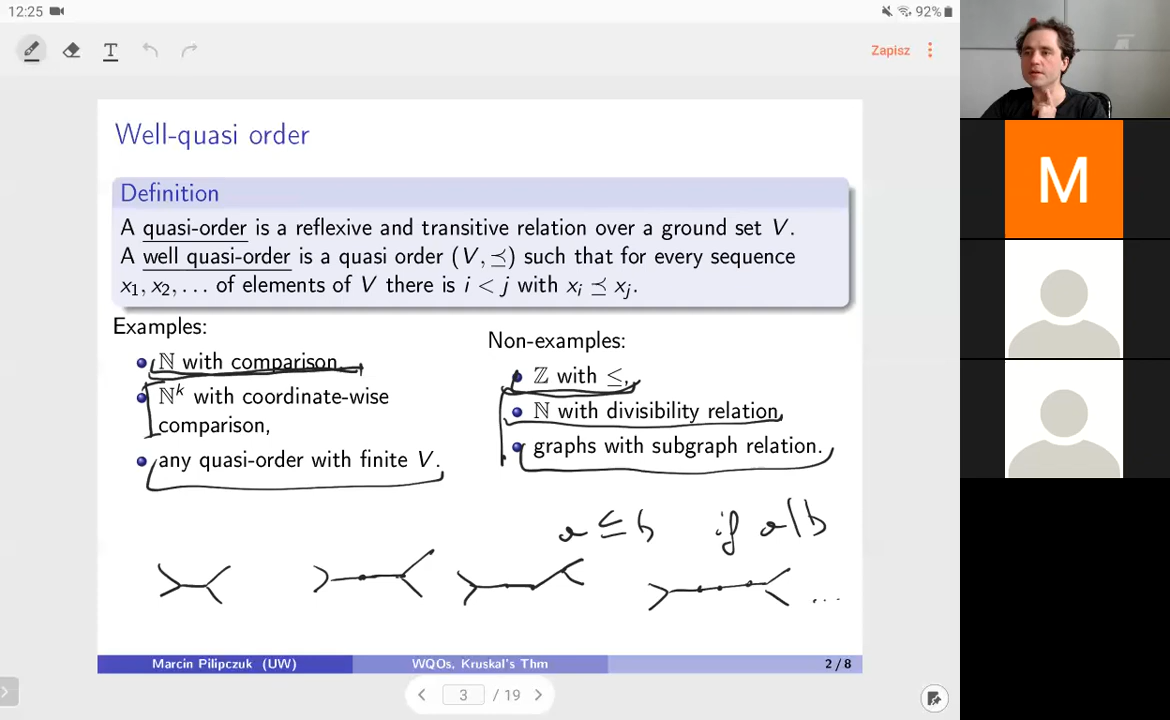 12:25
92%
T
Zapisz
Well-quasi order
Definition
A quasi-order is a reflexive and transitive relation over a ground set V.
A well quasi-order is a quasi order (V, ⪯) such that for every sequence
x₁, x₂, … of elements of V there is i < j with xᵢ ⪯ xⱼ.
Examples:
ℕ with comparison,
ℕᵏ with coordinate-wise
comparison,
any quasi-order with finite V.
Non-examples:
ℤ with ≤,
ℕ with divisibility relation,
graphs with subgraph relation.
a ≤ b if a|b
...
Marcin Pilipczuk (UW)
WQOs, Kruskal's Thm
2 / 8
3 / 19
M